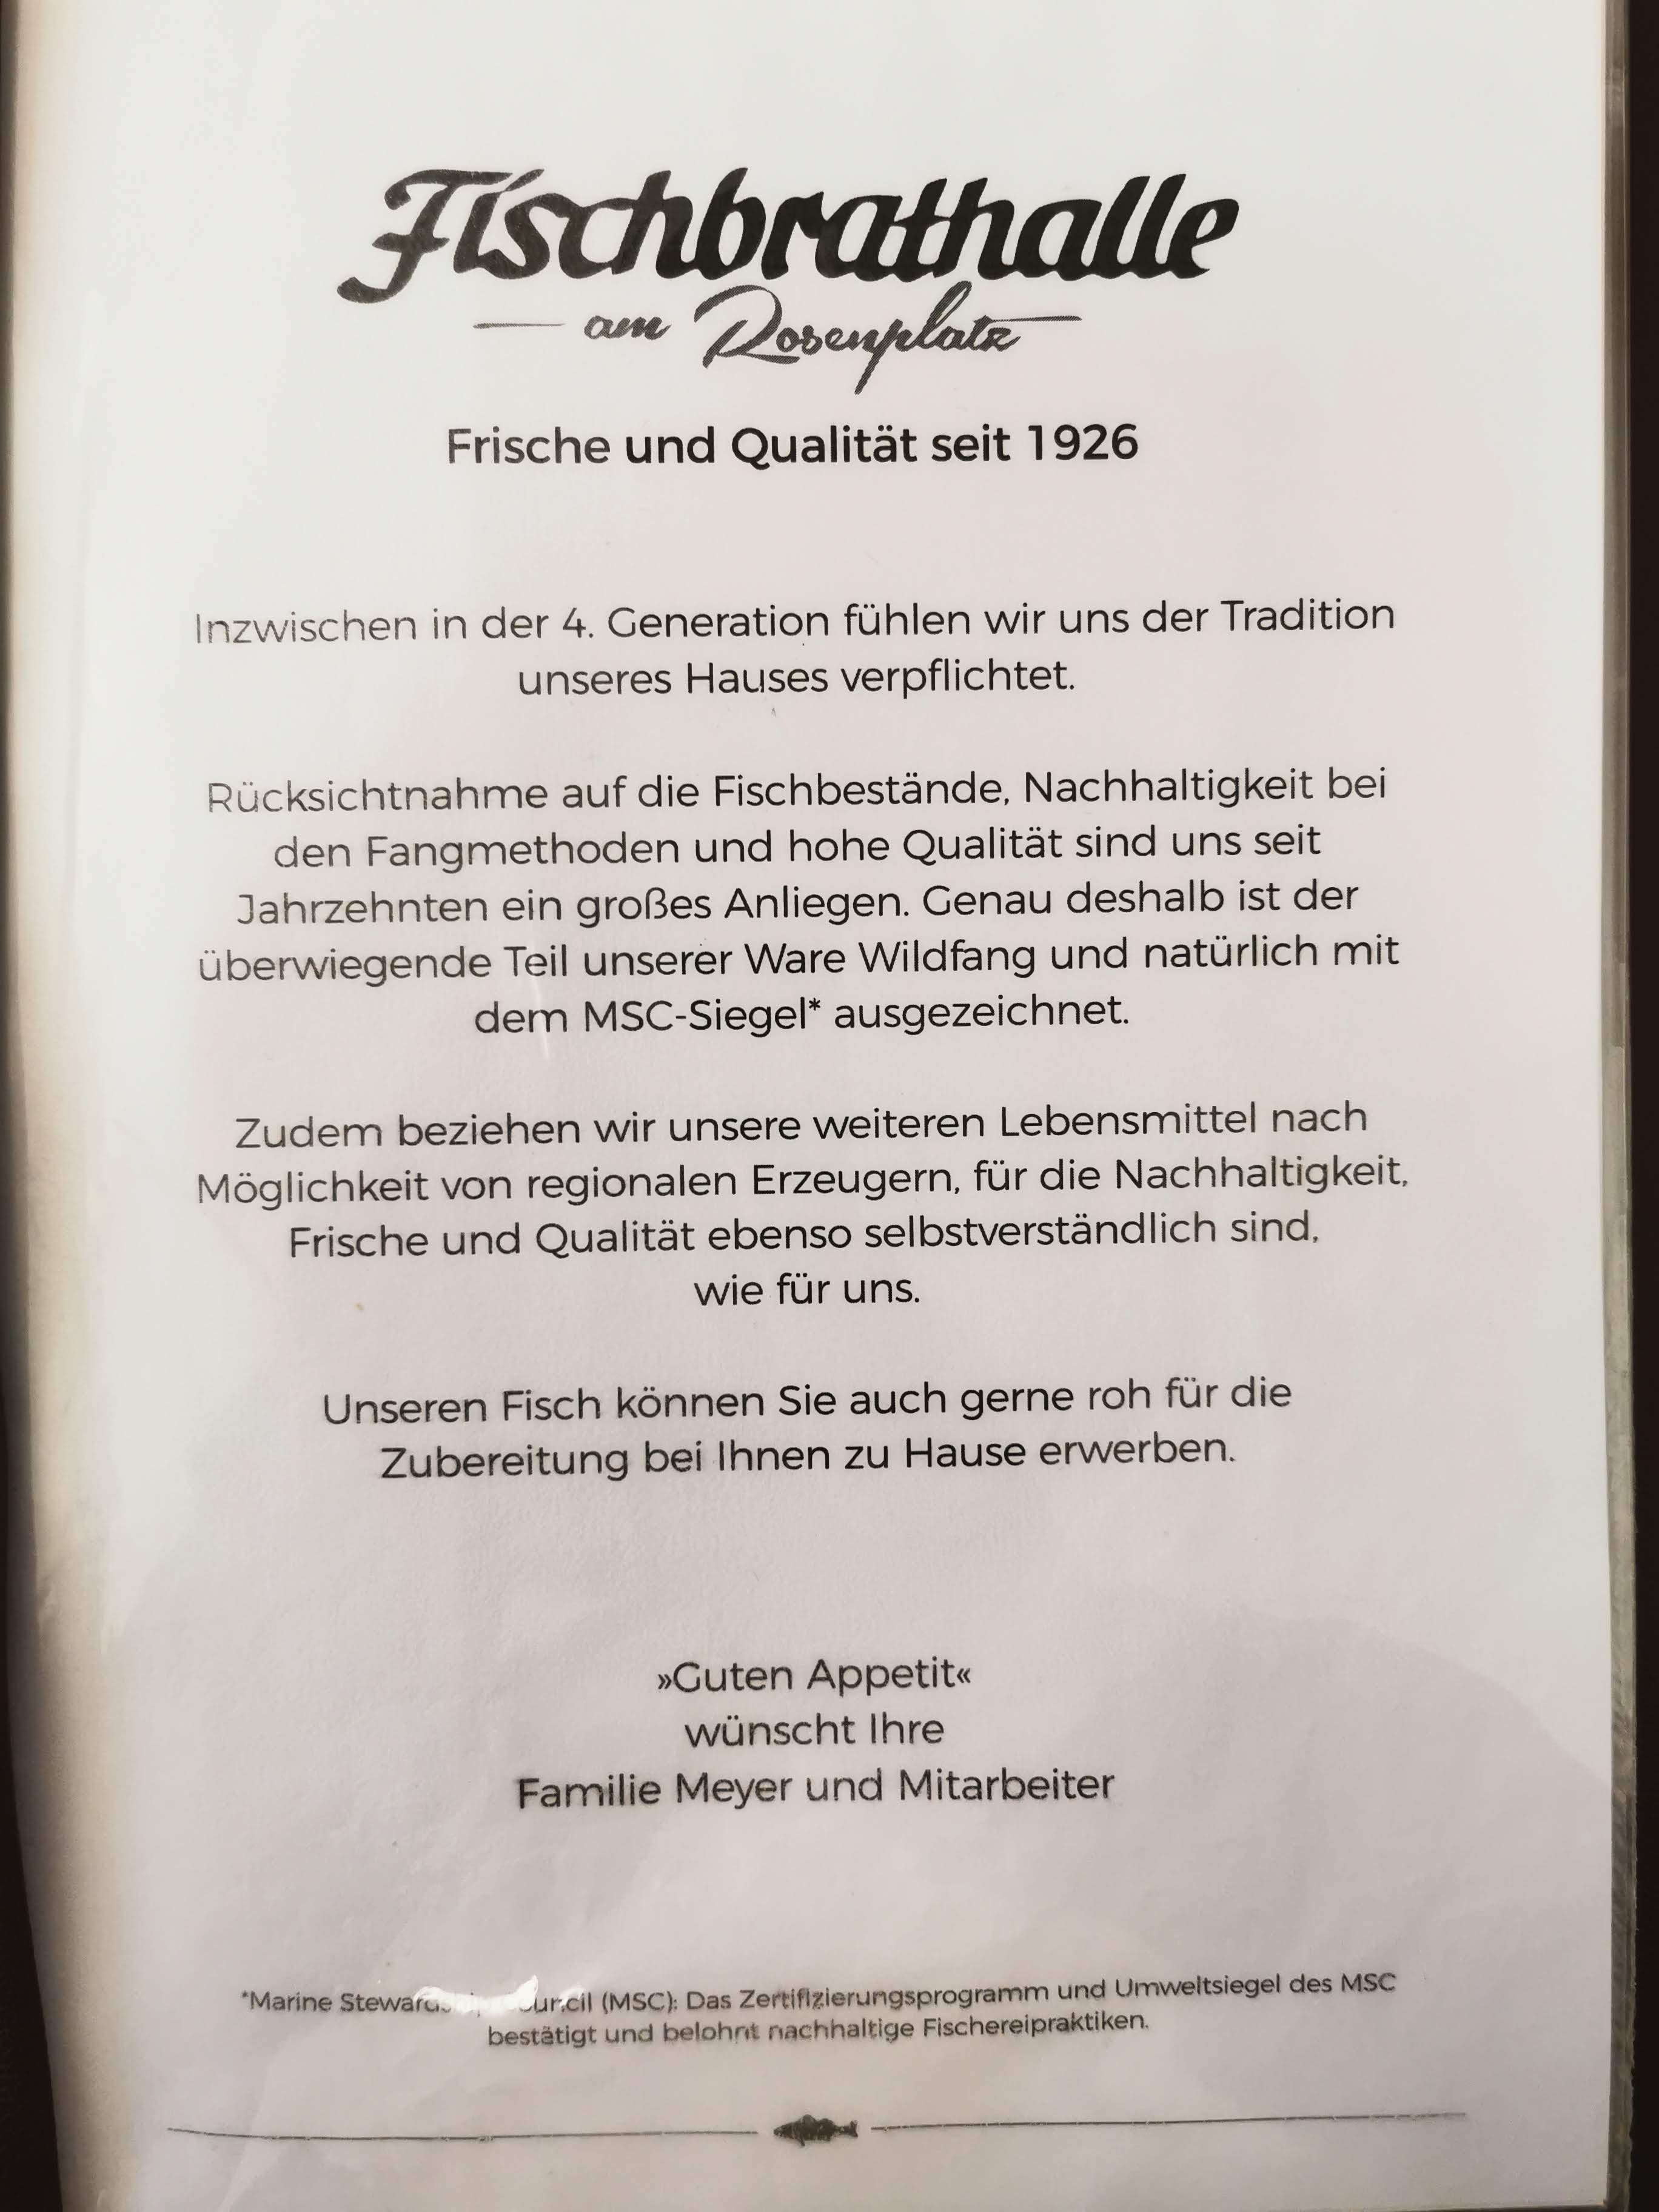 Fischbrathalle
am Rosenplatz
Frische und Qualität seit 1926
Inzwischen in der 4. Generation fühlen wir uns der Tradition
unseres Hauses verpflichtet.
Rücksichtnahme auf die Fischbestände, Nachhaltigkeit bei
den Fangmethoden und hohe Qualität sind uns seit
Jahrzehnten ein großes Anliegen. Genau deshalb ist der
überwiegende Teil unserer Ware Wildfang und natürlich mit
dem MSC-Siegel* ausgezeichnet.
Zudem beziehen wir unsere weiteren Lebensmittel nach
Möglichkeit von regionalen Erzeugern, für die Nachhaltigkeit,
Frische und Qualität ebenso selbstverständlich sind,
wie für uns.
Unseren Fisch können Sie auch gerne roh für die
Zubereitung bei Ihnen zu Hause erwerben.
»Guten Appetit«
wünscht Ihre
Familie Meyer und Mitarbeiter
*Marine (MSC): Das Zertifizierungsprogramm und Umweltsiegel des MSC
bestätigt und belohnt nachhaltige Fischereipraktiken.